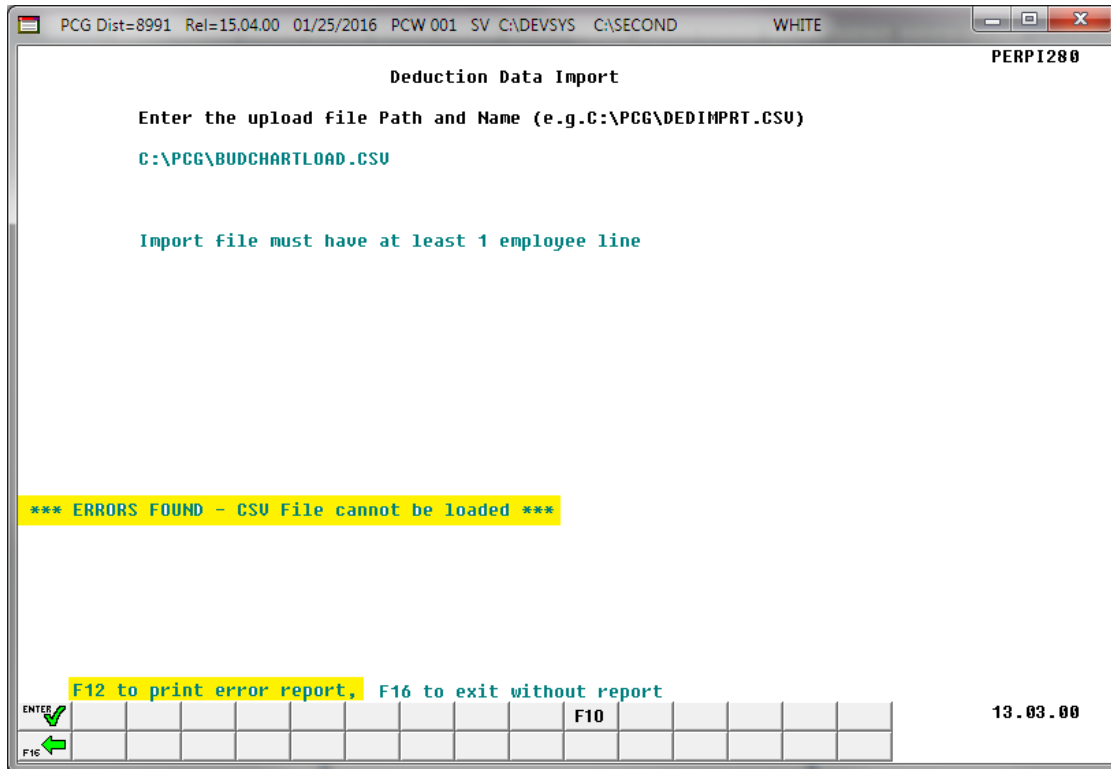 PCG Dist=8991 Rel=15.04.00 01/25/2016 PCW 001 SV C:\DEVSYS C:\SECOND WHITE
PERPI280
Deduction Data Import
Enter the upload file Path and Name (e.g.C:\PCG\DEDIMPRT.CSV)
C:\PCG\BUDCHARTLOAD.CSV
Import file must have at least 1 employee line
*** ERRORS FOUND - CSV File cannot be loaded ***
F12 to print error report, F16 to exit without report
ENTER F10 13.03.00
F16